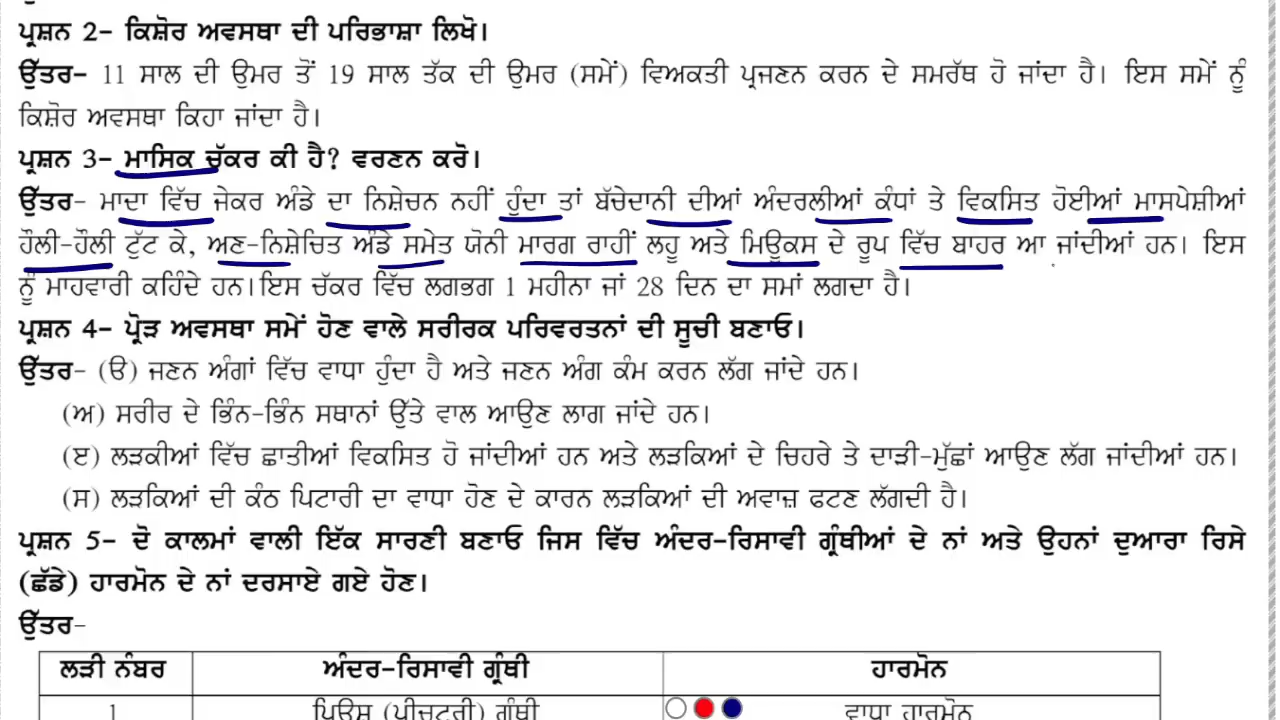 ਪ੍ਰਸ਼ਨ 2- ਕਿਸ਼ੋਰ ਅਵਸਥਾ ਦੀ ਪਰਿਭਾਸ਼ਾ ਲਿਖੋ।
ਉੱਤਰ- 11 ਸਾਲ ਦੀ ਉਮਰ ਤੋਂ 19 ਸਾਲ ਤੱਕ ਦੀ ਉਮਰ (ਸਮੇਂ) ਵਿਅਕਤੀ ਪ੍ਰਜਣਨ ਕਰਨ ਦੇ ਸਮਰੱਥ ਹੋ ਜਾਂਦਾ ਹੈ। ਇਸ ਸਮੇਂ ਨੂੰ
ਕਿਸ਼ੋਰ ਅਵਸਥਾ ਕਿਹਾ ਜਾਂਦਾ ਹੈ।
ਪ੍ਰਸ਼ਨ 3- ਮਾਸਿਕ ਚੱਕਰ ਕੀ ਹੈ? ਵਰਣਨ ਕਰੋ।
ਉੱਤਰ- ਮਾਦਾ ਵਿੱਚ ਜੇਕਰ ਅੰਡੇ ਦਾ ਨਿਸ਼ੇਚਨ ਨਹੀਂ ਹੁੰਦਾ ਤਾਂ ਬੱਚੇਦਾਨੀ ਦੀਆਂ ਅੰਦਰਲੀਆਂ ਕੰਧਾਂ ਤੇ ਵਿਕਸਿਤ ਹੋਈਆਂ ਮਾਸਪੇਸ਼ੀਆਂ
ਹੌਲੀ-ਹੌਲੀ ਟੁੱਟ ਕੇ, ਅਣ-ਨਿਸ਼ੇਚਿਤ ਅੰਡੇ ਸਮੇਤ ਯੋਨੀ ਮਾਰਗ ਰਾਹੀਂ ਲਹੂ ਅਤੇ ਮਿਊਕਸ ਦੇ ਰੂਪ ਵਿੱਚ ਬਾਹਰ ਆ ਜਾਂਦੀਆਂ ਹਨ। ਇਸ
ਨੂੰ ਮਾਹਵਾਰੀ ਕਹਿੰਦੇ ਹਨ।ਇਸ ਚੱਕਰ ਵਿੱਚ ਲਗਭਗ 1 ਮਹੀਨਾ ਜਾਂ 28 ਦਿਨ ਦਾ ਸਮਾਂ ਲਗਦਾ ਹੈ।
ਪ੍ਰਸ਼ਨ 4- ਪ੍ਰੋੜ ਅਵਸਥਾ ਸਮੇਂ ਹੋਣ ਵਾਲੇ ਸਰੀਰਕ ਪਰਿਵਰਤਨਾਂ ਦੀ ਸੂਚੀ ਬਣਾਓ।
ਉੱਤਰ- (ੳ) ਜਣਨ ਅੰਗਾਂ ਵਿੱਚ ਵਾਧਾ ਹੁੰਦਾ ਹੈ ਅਤੇ ਜਣਨ ਅੰਗ ਕੰਮ ਕਰਨ ਲੱਗ ਜਾਂਦੇ ਹਨ।
(ਅ) ਸਰੀਰ ਦੇ ਭਿੰਨ-ਭਿੰਨ ਸਥਾਨਾਂ ਉੱਤੇ ਵਾਲ ਆਉਣ ਲਾਗ ਜਾਂਦੇ ਹਨ।
(ੲ) ਲੜਕੀਆਂ ਵਿੱਚ ਛਾਤੀਆਂ ਵਿਕਸਿਤ ਹੋ ਜਾਂਦੀਆਂ ਹਨ ਅਤੇ ਲੜਕਿਆਂ ਦੇ ਚਿਹਰੇ ਤੇ ਦਾੜੀ-ਮੁੱਛਾਂ ਆਉਣ ਲੱਗ ਜਾਂਦੀਆਂ ਹਨ।
(ਸ) ਲੜਕਿਆਂ ਦੀ ਕੰਠ ਪਿਟਾਰੀ ਦਾ ਵਾਧਾ ਹੋਣ ਦੇ ਕਾਰਨ ਲੜਕਿਆਂ ਦੀ ਅਵਾਜ਼ ਫਟਣ ਲੱਗਦੀ ਹੈ।
ਪ੍ਰਸ਼ਨ 5- ਦੋ ਕਾਲਮਾਂ ਵਾਲੀ ਇੱਕ ਸਾਰਣੀ ਬਣਾਓ ਜਿਸ ਵਿੱਚ ਅੰਦਰ-ਰਿਸਾਵੀ ਗ੍ਰੰਥੀਆਂ ਦੇ ਨਾਂ ਅਤੇ ਉਹਨਾਂ ਦੁਆਰਾ ਰਿਸੇ
(ਛੱਡੇ) ਹਾਰਮੋਨ ਦੇ ਨਾਂ ਦਰਸਾਏ ਗਏ ਹੋਣ।
ਉੱਤਰ-
ਲੜੀ ਨੰਬਰ ਅੰਦਰ-ਰਿਸਾਵੀ ਗ੍ਰੰਥੀ ਹਾਰਮੋਨ
1 ਪਿਊਸ਼ (ਪੀਚੂਟਰੀ) ਗ੍ਰੰਥੀ ਵਾਧਾ ਹਾਰਮੋਨ